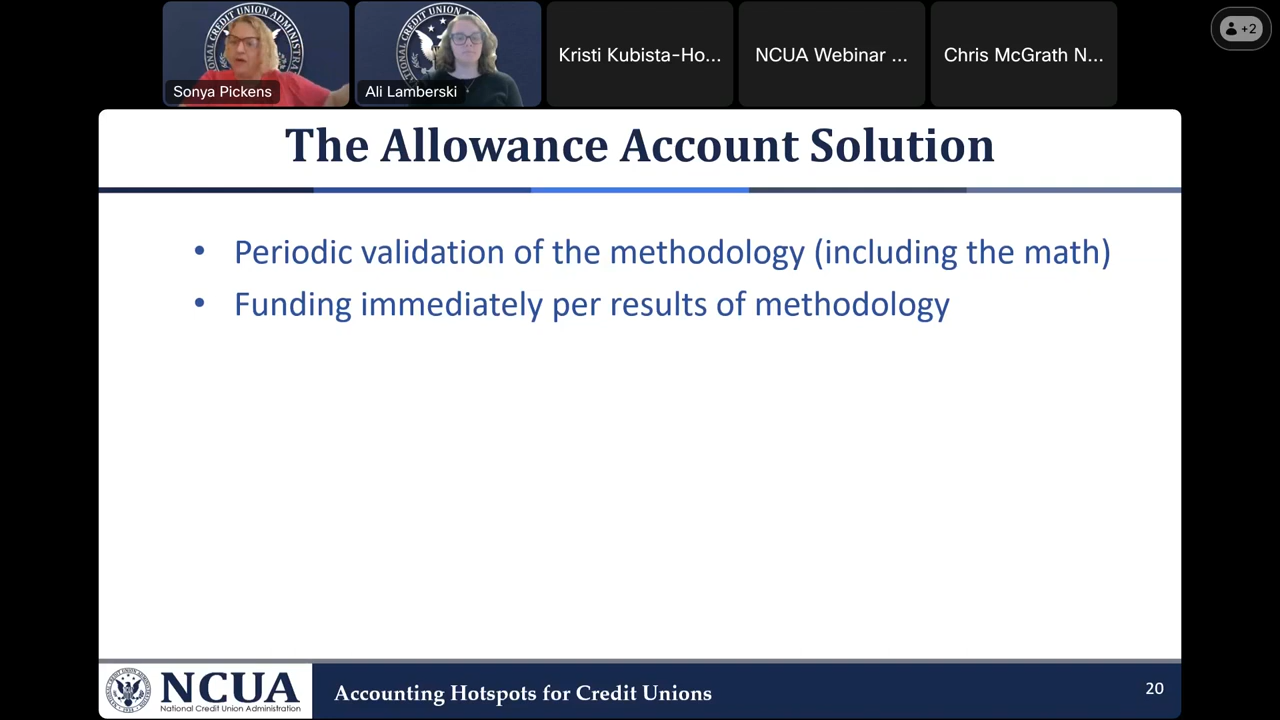 Sonya Pickens
Ali Lamberski
Kristi Kubista-Ho...
NCUA Webinar ...
Chris McGrath N...
+2
The Allowance Account Solution
• Periodic validation of the methodology (including the math)
• Funding immediately per results of methodology
NCUA
National Credit Union Administration
Accounting Hotspots for Credit Unions
20